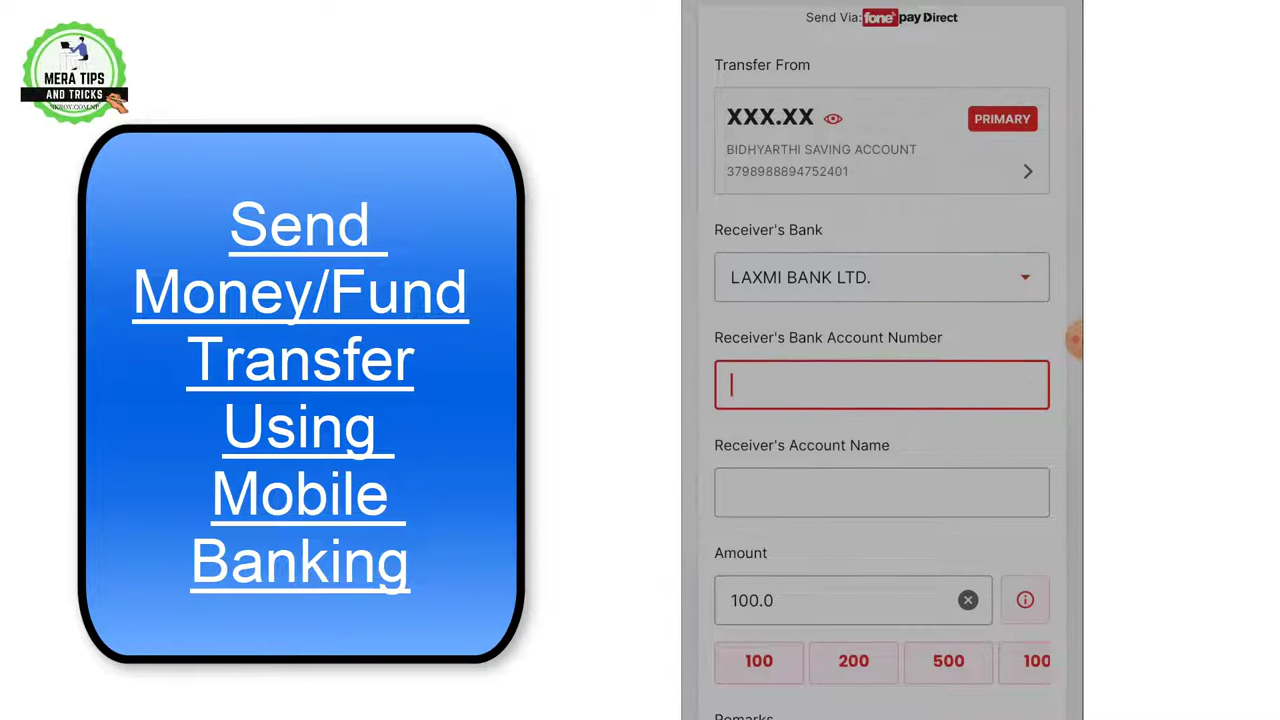 MERA TIPS
AND TRICKS
Send
Money/Fund
Transfer
Using
Mobile
Banking
Send Via: fonepay Direct
Transfer From
XXX.XX
PRIMARY
BIDHYARTHI SAVING ACCOUNT
3798988894752401
Receiver's Bank
LAXMI BANK LTD.
Receiver's Bank Account Number
Receiver's Account Name
Amount
100.0
100
200
500
100
Remarks